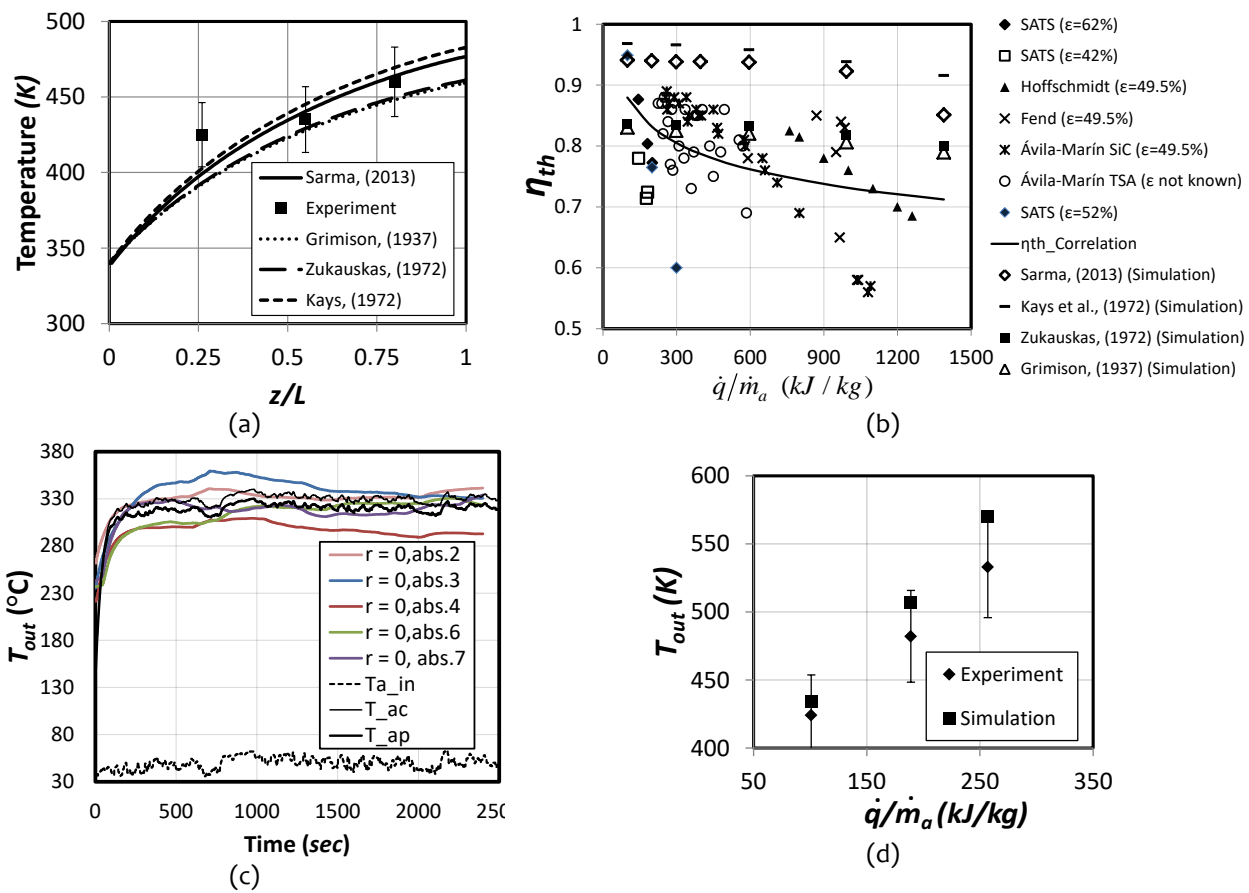 500
450
400
350
300
Temperature (K)
Sarma, (2013)
Experiment
Grimison, (1937)
Zukauskas, (1972)
Kays, (1972)
0
0.25
0.5
0.75
1
z/L
(a)
1
0.9
0.8
0.7
0.6
0.5
ηth
0
300
600
900
1200
1500
q̇/ṁa (kJ / kg)
(b)
SATS (ε=62%)
SATS (ε=42%)
Hoffschmidt (ε=49.5%)
Fend (ε=49.5%)
Ávila-Marín SiC (ε=49.5%)
Ávila-Marín TSA (ε not known)
SATS (ε=52%)
ηth_Correlation
Sarma, (2013) (Simulation)
Kays et al., (1972) (Simulation)
Zukauskas, (1972) (Simulation)
Grimison, (1937) (Simulation)
380
330
280
230
180
130
80
30
Tout (°C)
r = 0,abs.2
r = 0,abs.3
r = 0,abs.4
r = 0,abs.6
r = 0, abs.7
Ta_in
T_ac
T_ap
0
500
1000
1500
2000
250
Time (sec)
(c)
600
550
500
450
400
Tout (K)
Experiment
Simulation
50
150
250
350
q̇/ṁa (kJ/kg)
(d)